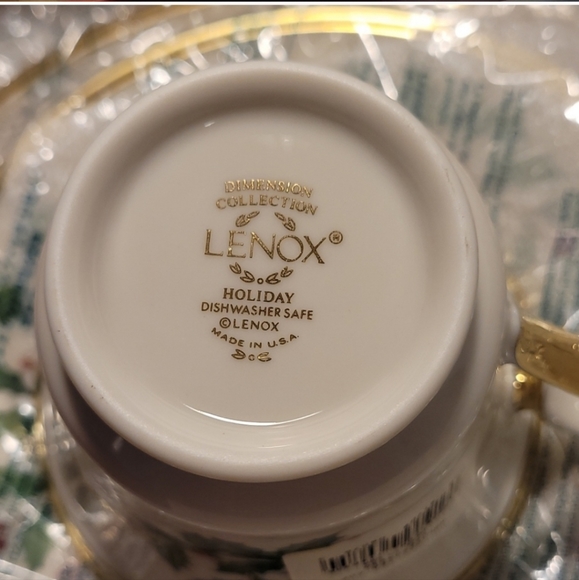 DIMENSION
COLLECTION
LENOX®
HOLIDAY
DISHWASHER SAFE
©LENOX
MADE IN U.S.A.